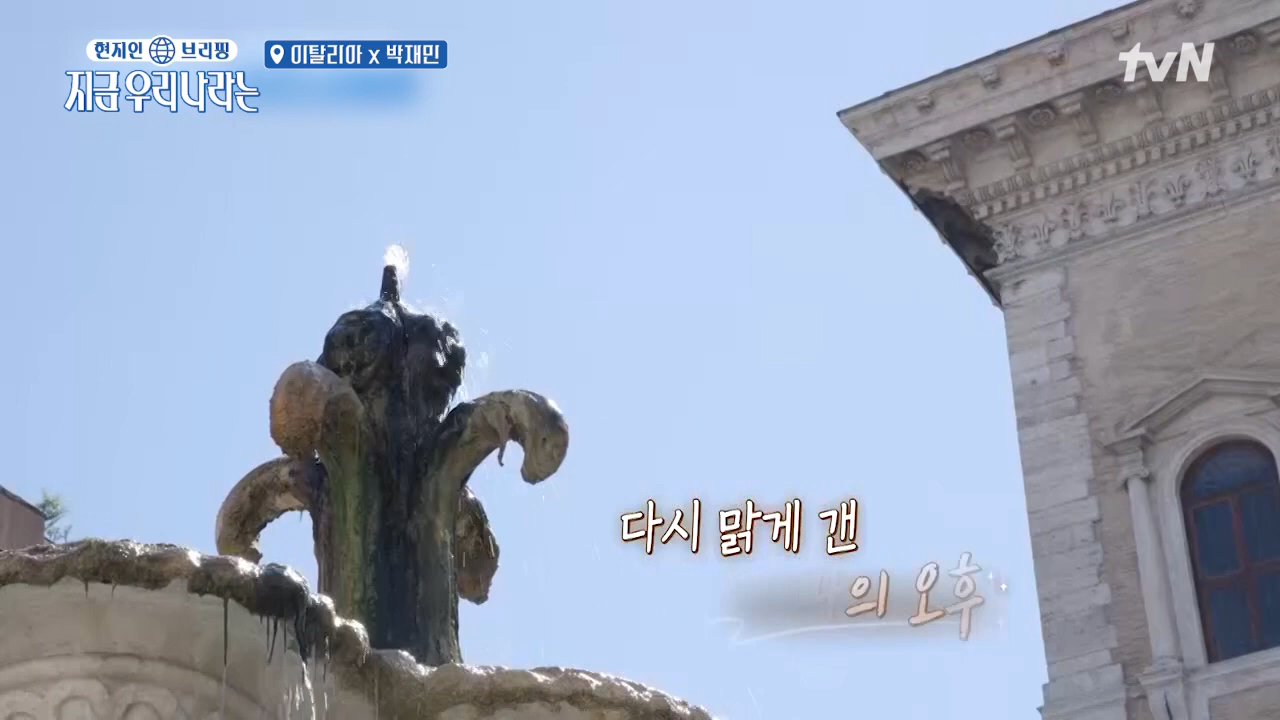 현지인 브리핑
지금 우리나라는
이탈리아 x 박재민
tvN
다시 맑게 갠
의 오후